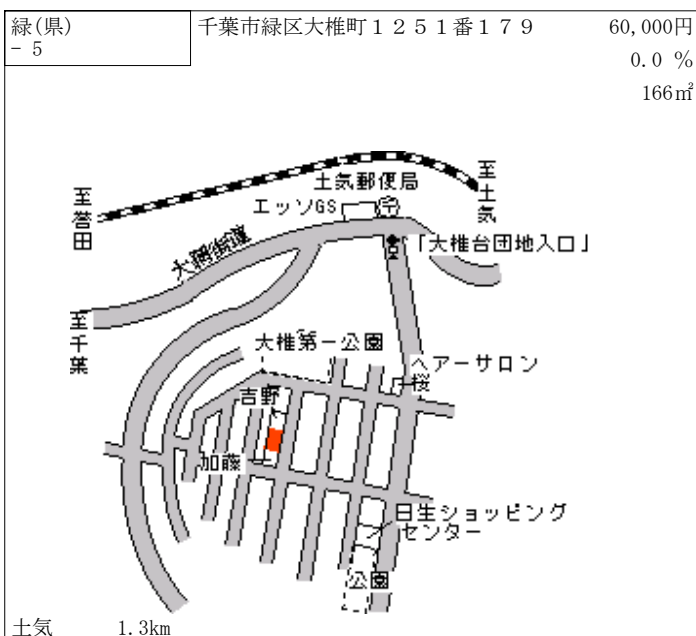 緑(県)
- 5
千葉市緑区大椎町1251番179
60,000円
0.0 %
166㎡
土気郵便局
至土気
エッソGS
至誉田
「大椎台団地入口」
大網街道
至千葉
大椎第一公園
ヘアーサロン
桜
吉野
加藤
日生ショッピング
センター
公園
土気 1.3km